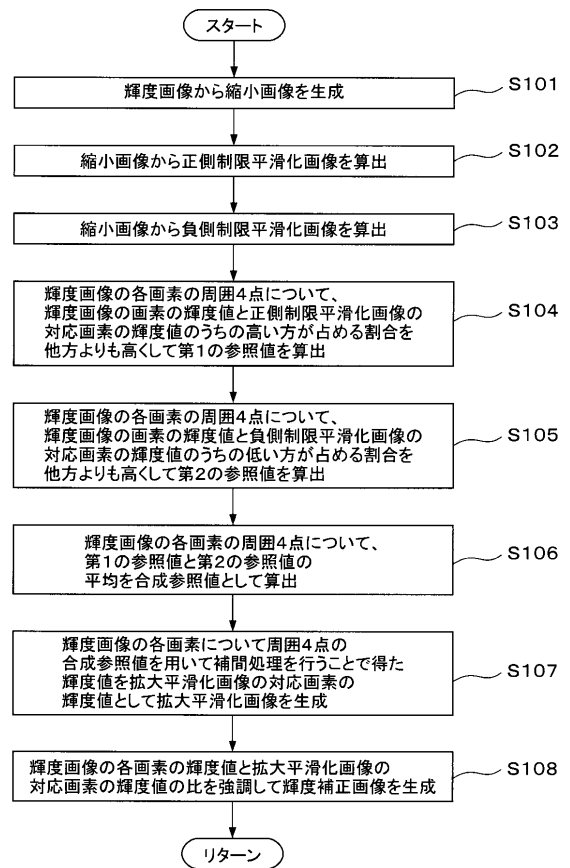 スタート
輝度画像から縮小画像を生成
S101
縮小画像から正側制限平滑化画像を算出
S102
縮小画像から負側制限平滑化画像を算出
S103
輝度画像の各画素の周囲4点について、
輝度画像の画素の輝度値と正側制限平滑化画像の
対応画素の輝度値のうちの高い方が占める割合を
他方よりも高くして第1の参照値を算出
S104
輝度画像の各画素の周囲4点について、
輝度画像の画素の輝度値と負側制限平滑化画像の
対応画素の輝度値のうちの低い方が占める割合を
他方よりも高くして第2の参照値を算出
S105
輝度画像の各画素の周囲4点について、
第1の参照値と第2の参照値の
平均を合成参照値として算出
S106
輝度画像の各画素について周囲4点の
合成参照値を用いて補間処理を行うことで得た
輝度値を拡大平滑化画像の対応画素の
輝度値として拡大平滑化画像を生成
S107
輝度画像の各画素の輝度値と拡大平滑化画像の
対応画素の輝度値の比を強調して輝度補正画像を生成
S108
リターン